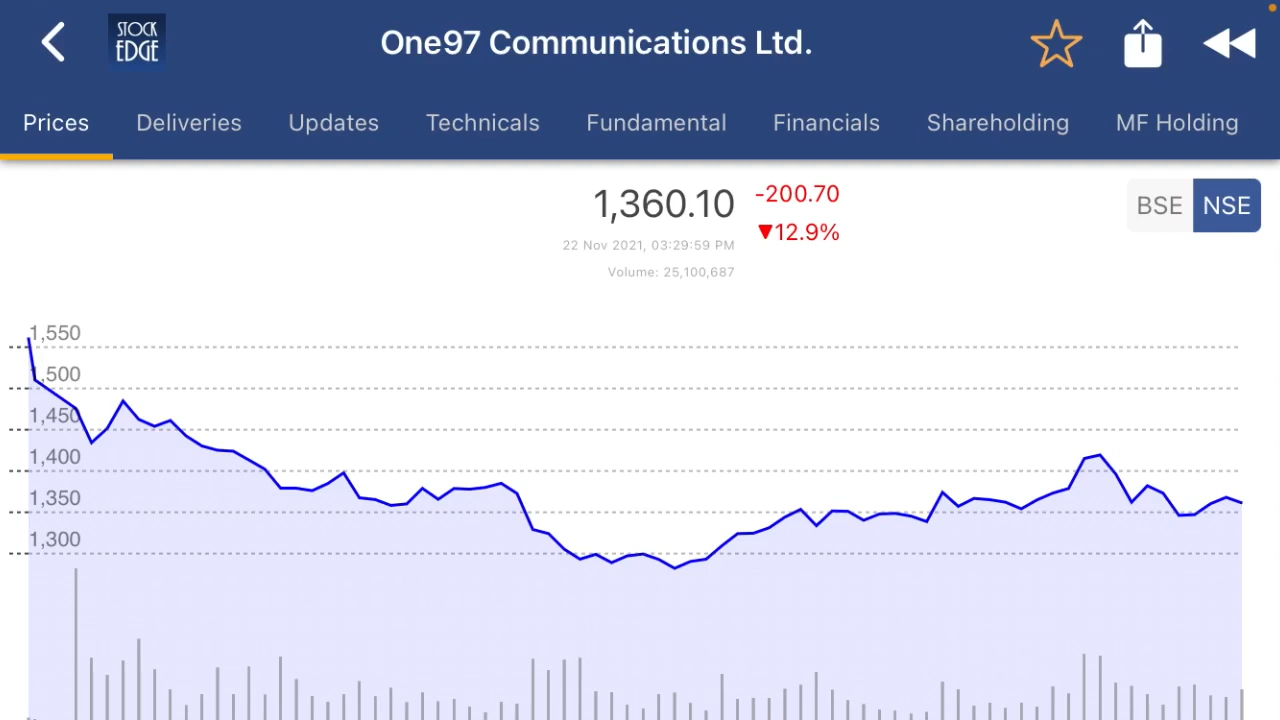 STOCK
EDGE
One97 Communications Ltd.
Prices Deliveries Updates Technicals Fundamental Financials Shareholding MF Holding
1,360.10 -200.70
▼12.9%
22 Nov 2021, 03:29:59 PM
Volume: 25,100,687
BSE NSE
1,550
1,500
1,450
1,400
1,350
1,300